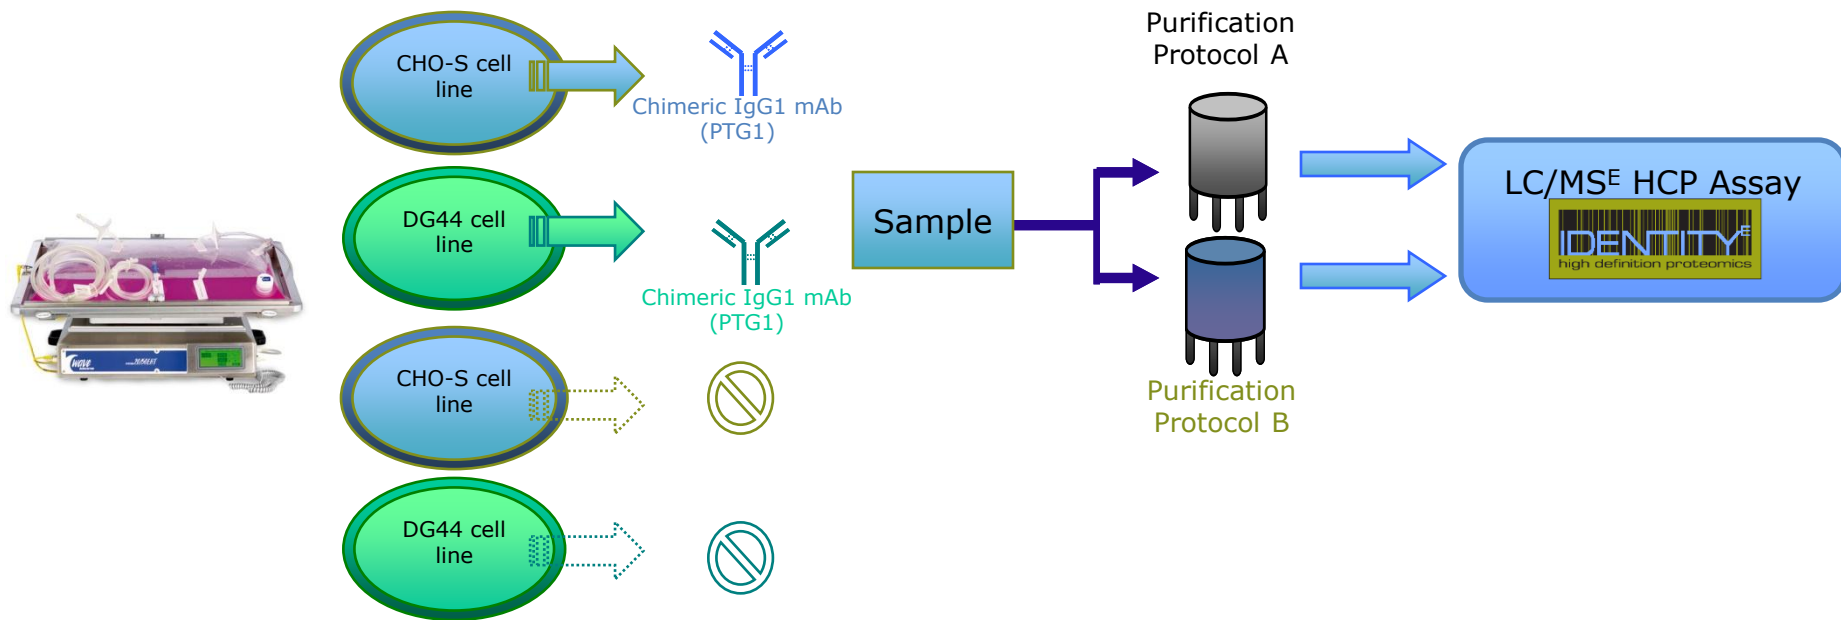 CHO-S cell
line
Chimeric IgG1 mAb
(PTG1)
DG44 cell
line
Chimeric IgG1 mAb
(PTG1)
CHO-S cell
line
DG44 cell
line
wave
Sample
Purification
Protocol A
Purification
Protocol B
LC/MSᴱ HCP Assay
IDENTITYᴱ
high definition proteomics